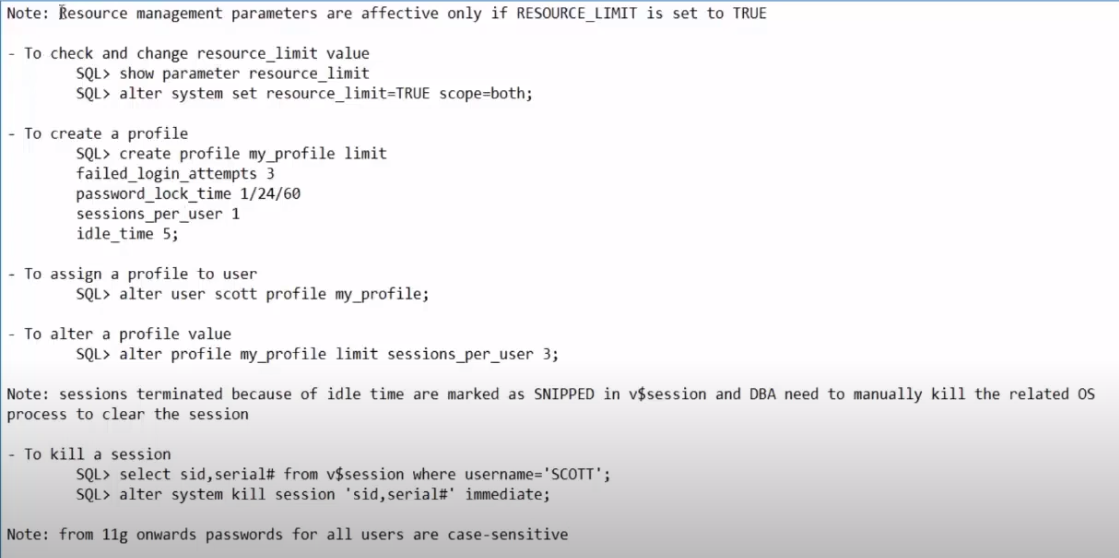 Note: Resource management parameters are affective only if RESOURCE_LIMIT is set to TRUE
- To check and change resource_limit value
SQL> show parameter resource_limit
SQL> alter system set resource_limit=TRUE scope=both;
- To create a profile
SQL> create profile my_profile limit
failed_login_attempts 3
password_lock_time 1/24/60
sessions_per_user 1
idle_time 5;
- To assign a profile to user
SQL> alter user scott profile my_profile;
- To alter a profile value
SQL> alter profile my_profile limit sessions_per_user 3;
Note: sessions terminated because of idle time are marked as SNIPPED in v$session and DBA need to manually kill the related OS
process to clear the session
- To kill a session
SQL> select sid,serial# from v$session where username='SCOTT';
SQL> alter system kill session 'sid,serial#' immediate;
Note: from 11g onwards passwords for all users are case-sensitive